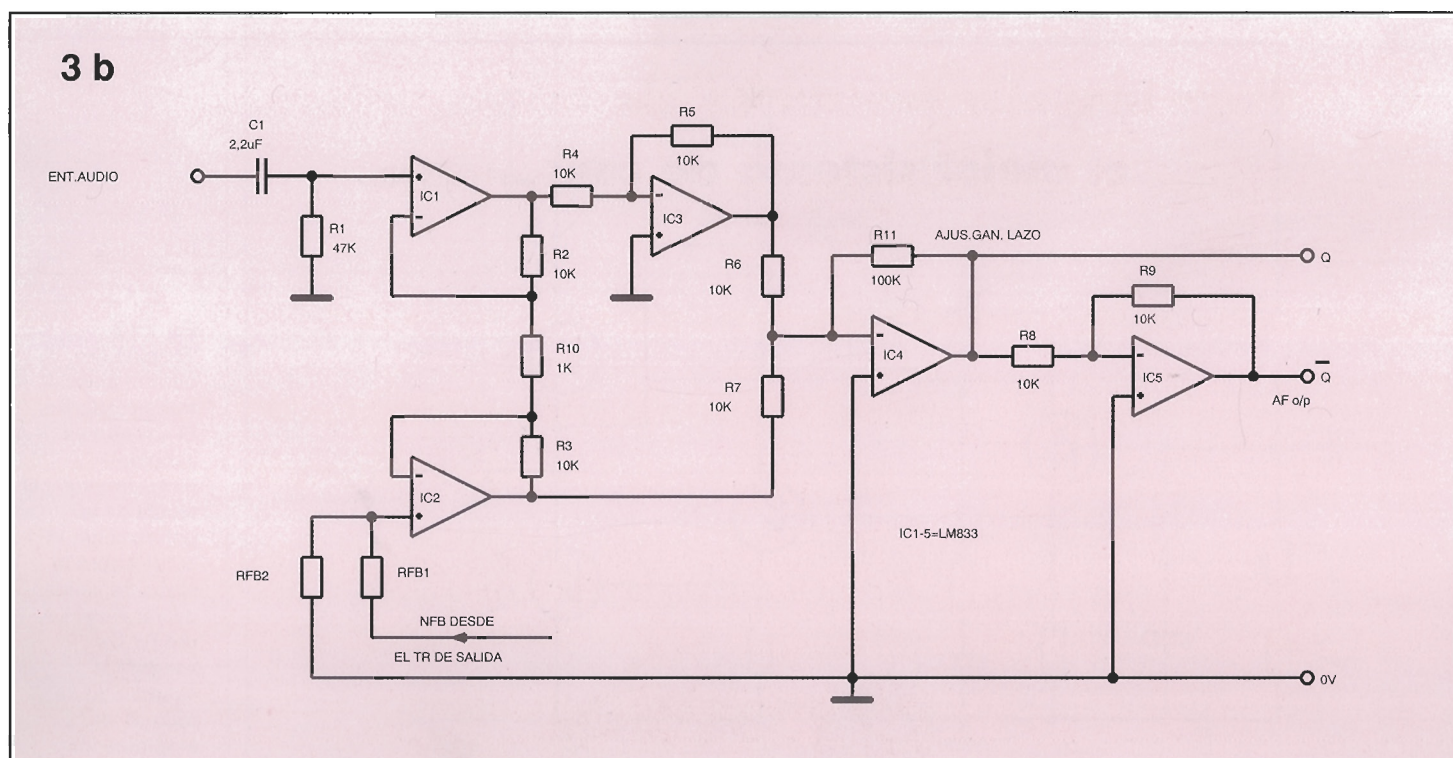 3 b
C1
2,2uF
ENT.AUDIO
R1
47K
+
-
IC1
R2
10K
R4
10K
R5
10K
-
+
IC3
R6
10K
R10
1K
R7
10K
R3
10K
-
+
IC2
RFB2
RFB1
NFB DESDE
EL TR DE SALIDA
R11
100K
AJUS.GAN. LAZO
-
+
IC4
R8
10K
R9
10K
-
+
IC5
Q
Q
AF o/p
IC1-5=LM833
0V